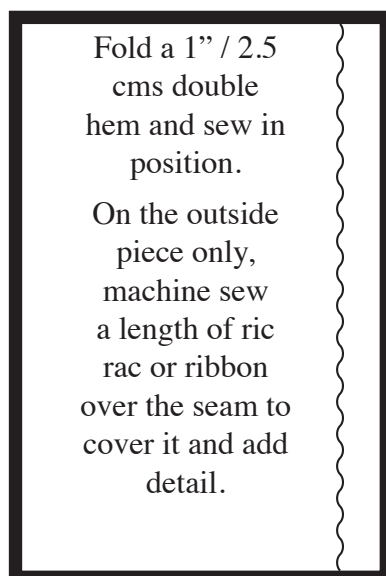 Fold a 1” / 2.5
cms double
hem and sew in
position.
On the outside
piece only,
machine sew
a length of ric
rac or ribbon
over the seam to
cover it and add
detail.